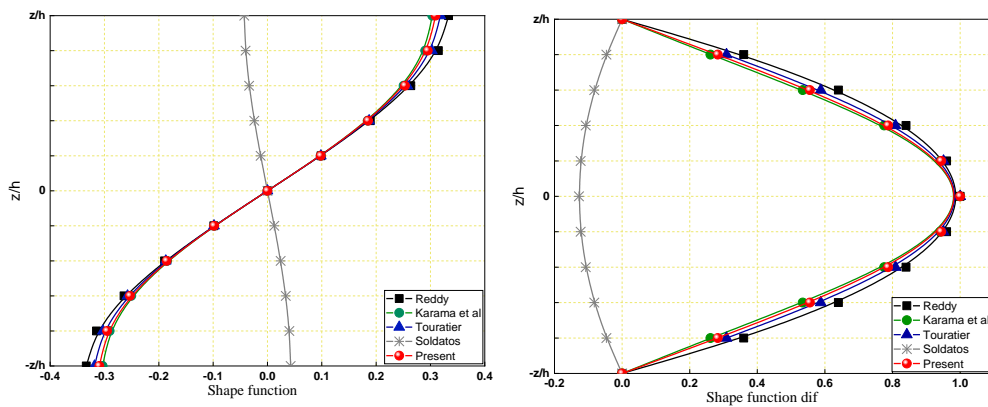 z/h
z/h
0
-z/h
-0.4
-0.3
-0.2
-0.1
0.0
0.1
0.2
0.3
0.4
Shape function
Reddy
Karama et al
Touratier
Soldatos
Present
z/h
z/h
0
-z/h
-0.2
0.0
0.2
0.4
0.6
0.8
1.0
Shape function dif
Reddy
Karama et al
Touratier
Soldatos
Present